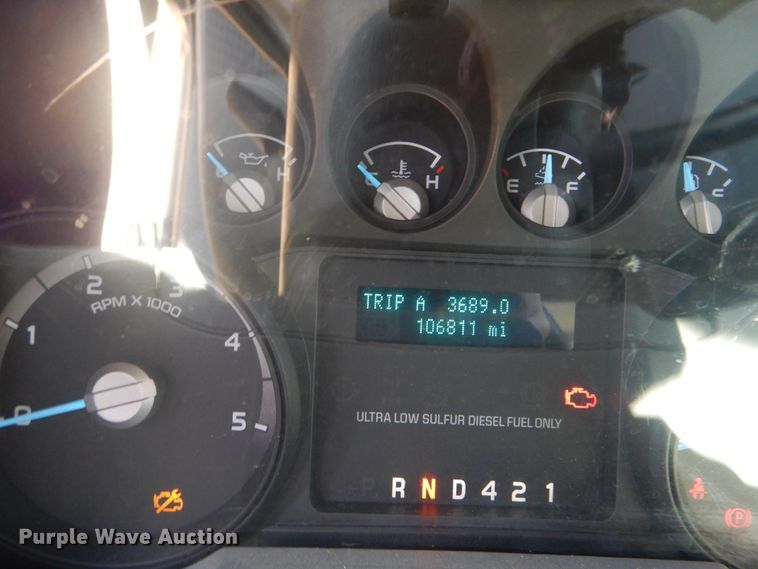 H
H
E F
TRIP A 3689.0
106811 mi
RPM X 1000
0 1 2 3 4 5
ULTRA LOW SULFUR DIESEL FUEL ONLY
P R N D 4 2 1
Purple Wave Auction